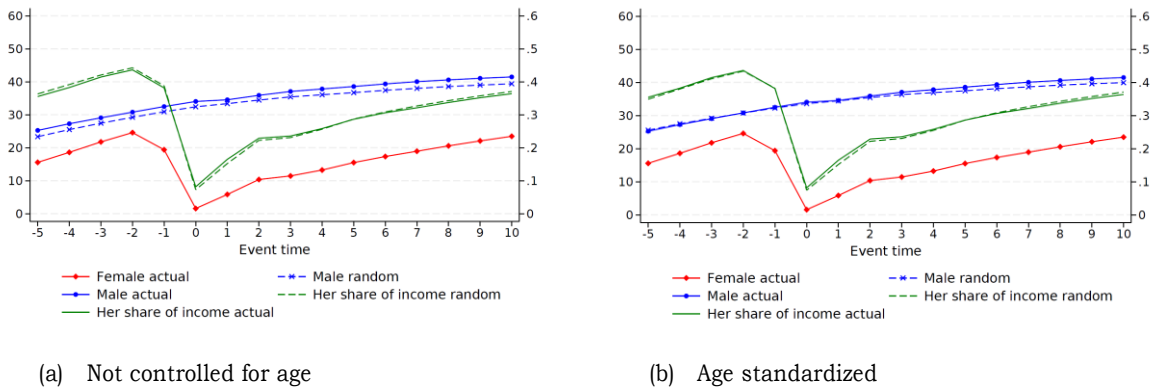 60
50
40
30
20
10
0
.6
.5
.4
.3
.2
.1
0
-5 -4 -3 -2 -1 0 1 2 3 4 5 6 7 8 9 10
Event time
Female actual
Male random
Male actual
Her share of income random
Her share of income actual
(a) Not controlled for age
60
50
40
30
20
10
0
.6
.5
.4
.3
.2
.1
0
-5 -4 -3 -2 -1 0 1 2 3 4 5 6 7 8 9 10
Event time
Female actual
Male random
Male actual
Her share of income random
Her share of income actual
(b) Age standardized